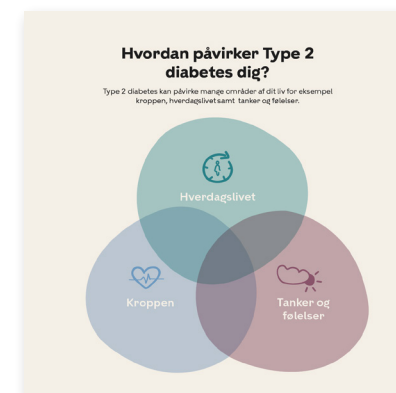 Hvordan påvirker Type 2
diabetes dig?
Type 2 diabetes kan påvirke mange områder af dit liv for eksempel
kroppen, hverdagslivet samt tanker og følelser.
Hverdagslivet
Kroppen
Tanker og
følelser